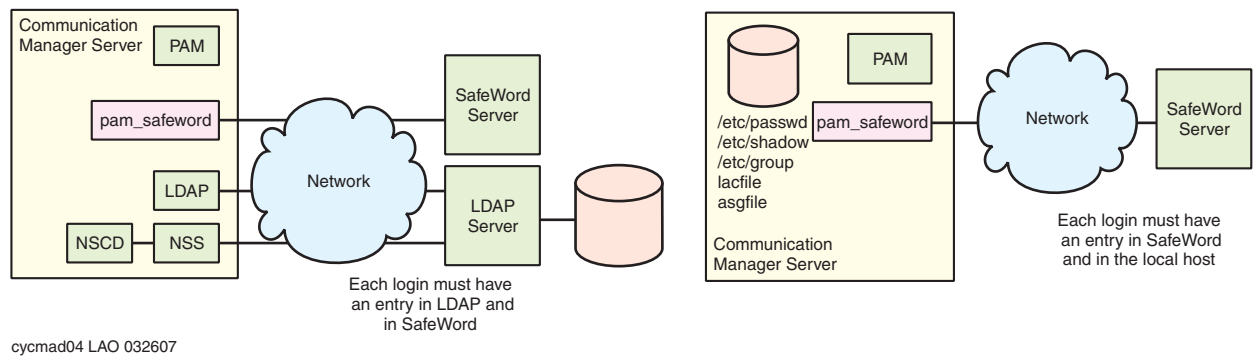 Communication
Manager Server
PAM
pam_safeword
LDAP
NSCD
NSS
Network
SafeWord
Server
LDAP
Server
Each login must have
an entry in LDAP and
in SafeWord
cycmad04 LAO 032607
PAM
/etc/passwd
/etc/shadow
/etc/group
lacfile
asgfile
pam_safeword
Communication
Manager Server
Network
SafeWord
Server
Each login must have
an entry in SafeWord
and in the local host